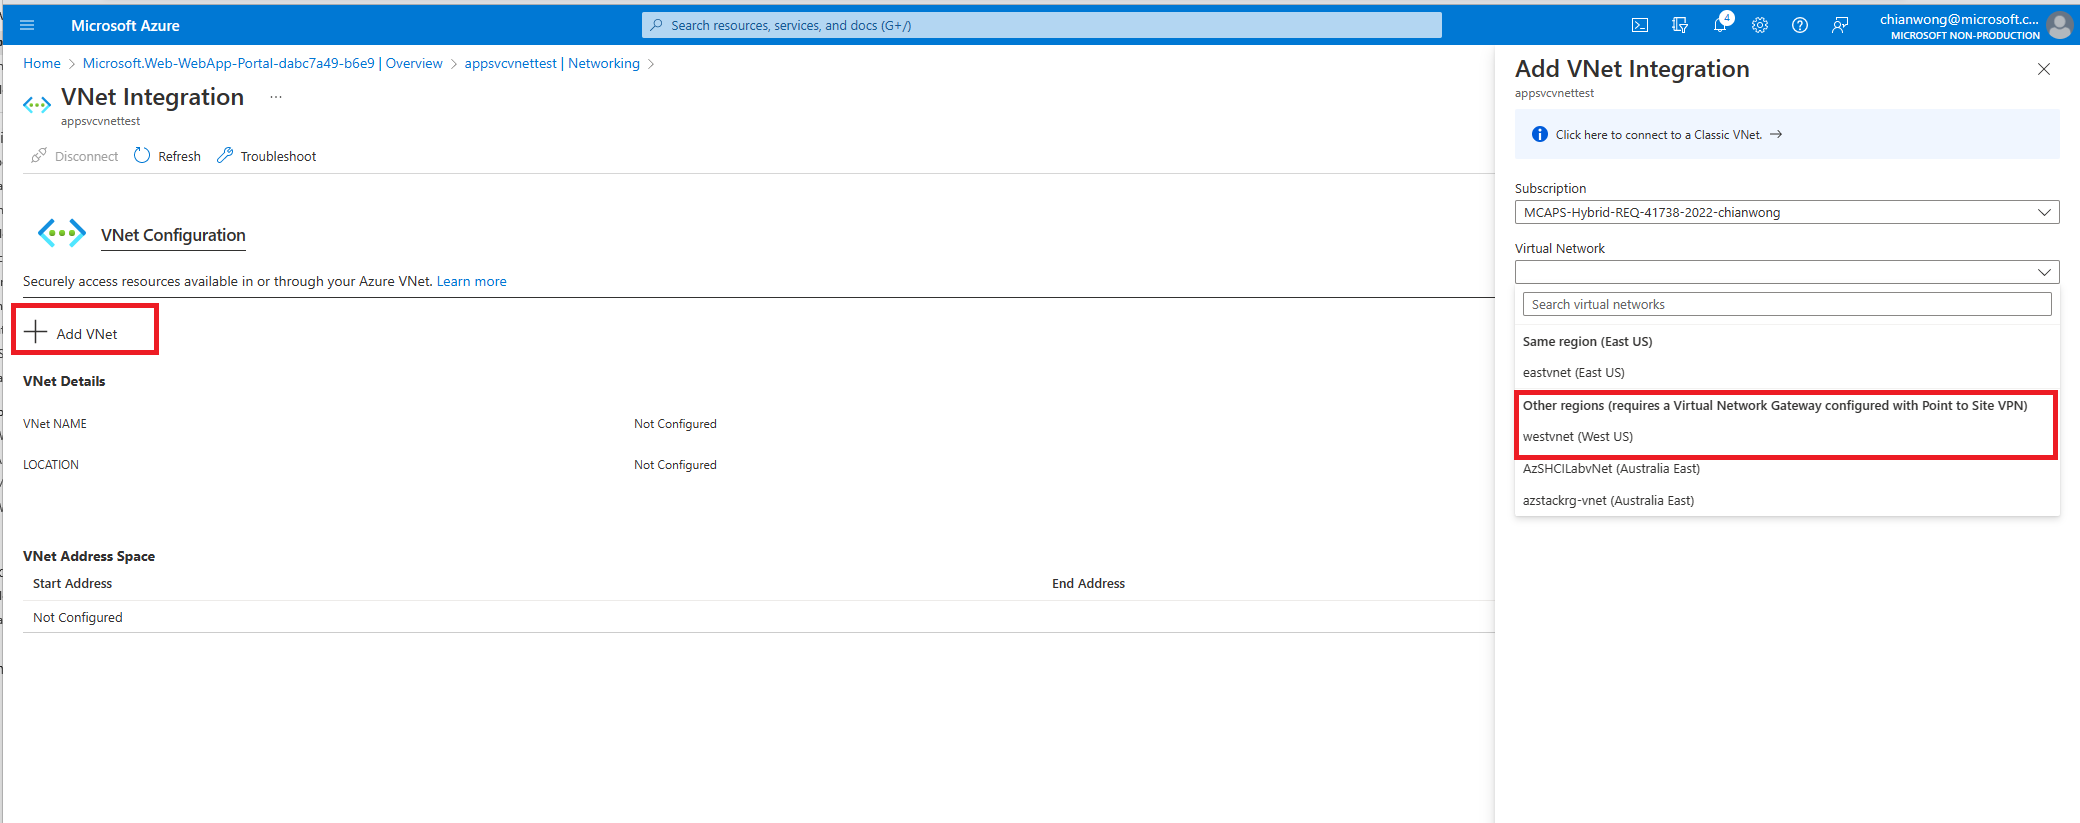 Microsoft Azure
Search resources, services, and docs (G+/)
4
chianwong@microsoft.c...
MICROSOFT NON-PRODUCTION
Home > Microsoft.Web-WebApp-Portal-dabc7a49-b6e9 | Overview > appsvcvnettest | Networking >
VNet Integration ...
appsvcvnettest
Disconnect Refresh Troubleshoot
VNet Configuration
Securely access resources available in or through your Azure VNet. Learn more
Add VNet
VNet Details
VNet NAME Not Configured
LOCATION Not Configured
VNet Address Space
Start Address End Address
Not Configured
Add VNet Integration
appsvcvnettest
Click here to connect to a Classic VNet. →
Subscription
MCAPS-Hybrid-REQ-41738-2022-chianwong
Virtual Network
Search virtual networks
Same region (East US)
eastvnet (East US)
Other regions (requires a Virtual Network Gateway configured with Point to Site VPN)
westvnet (West US)
AzSHCILabvNet (Australia East)
azstackrg-vnet (Australia East)